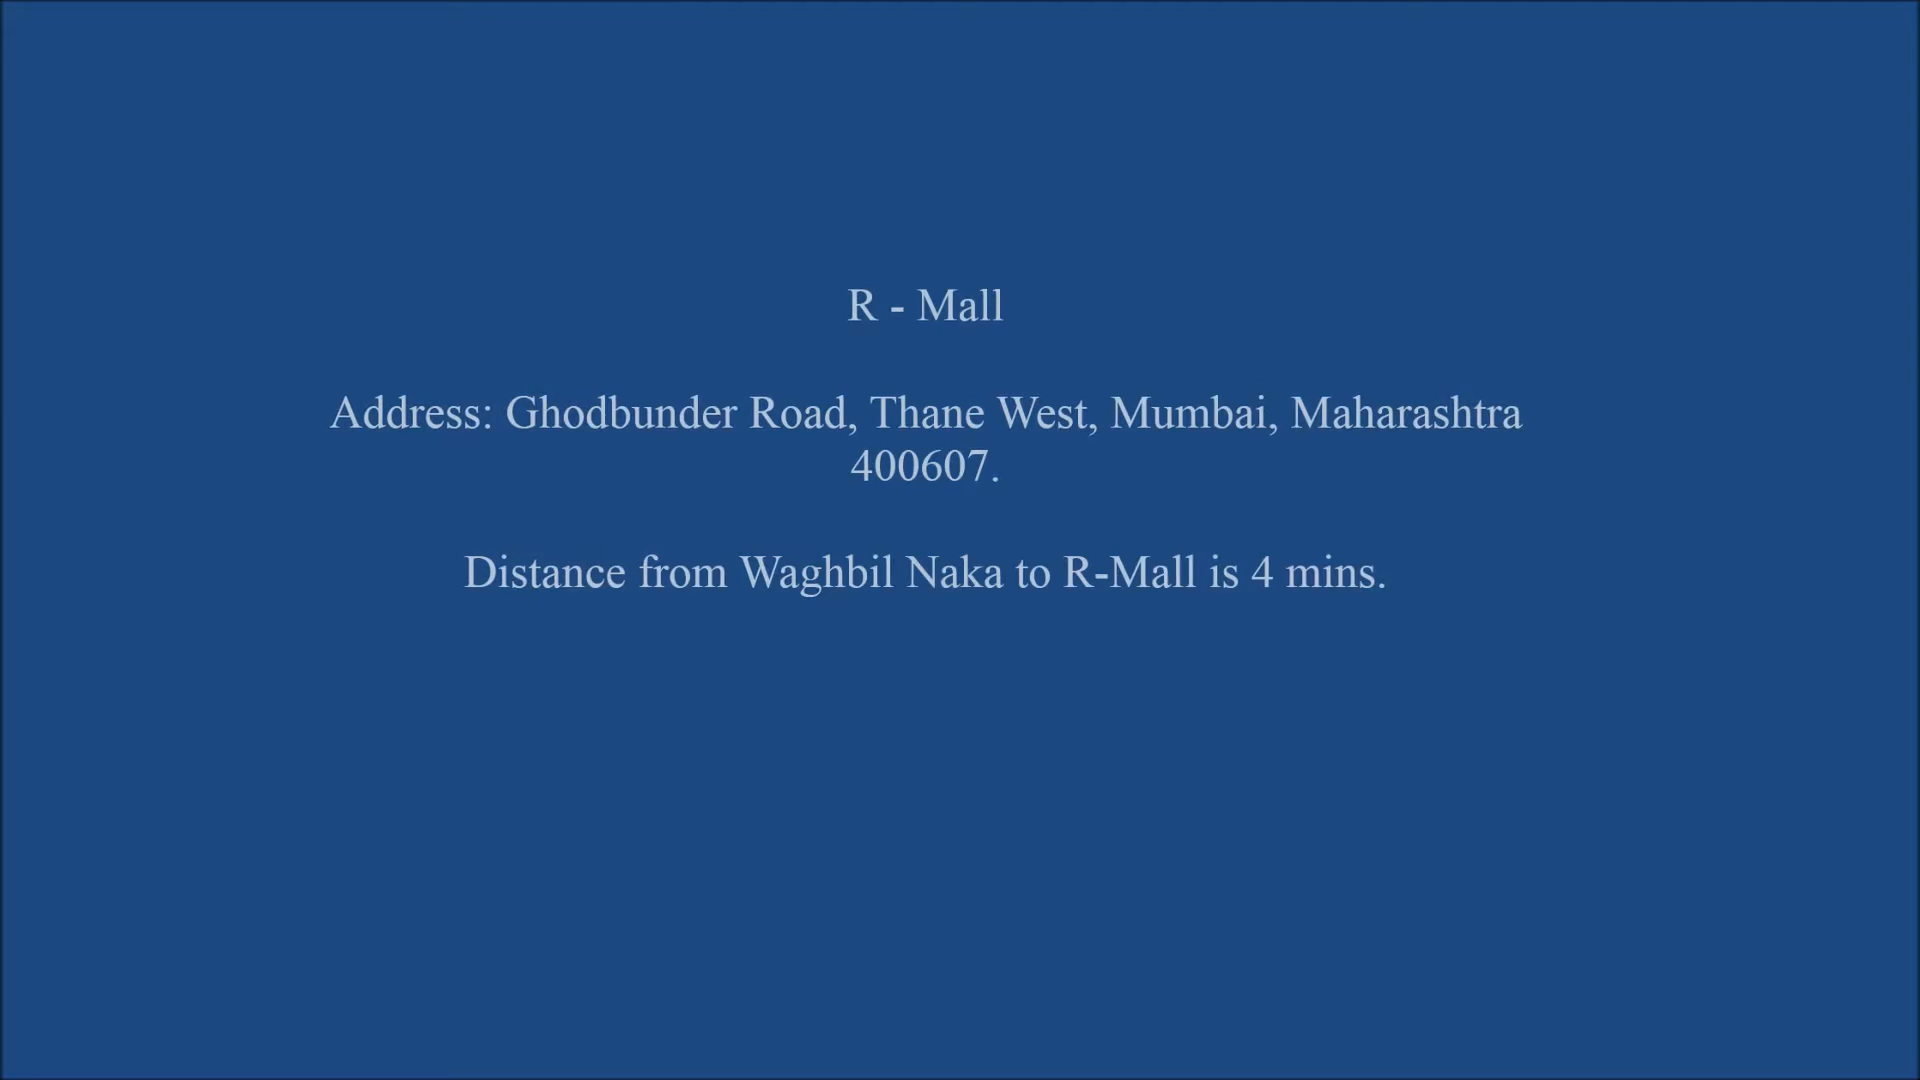 R - Mall
Address: Ghodbunder Road, Thane West, Mumbai, Maharashtra
400607.
Distance from Waghbil Naka to R-Mall is 4 mins.